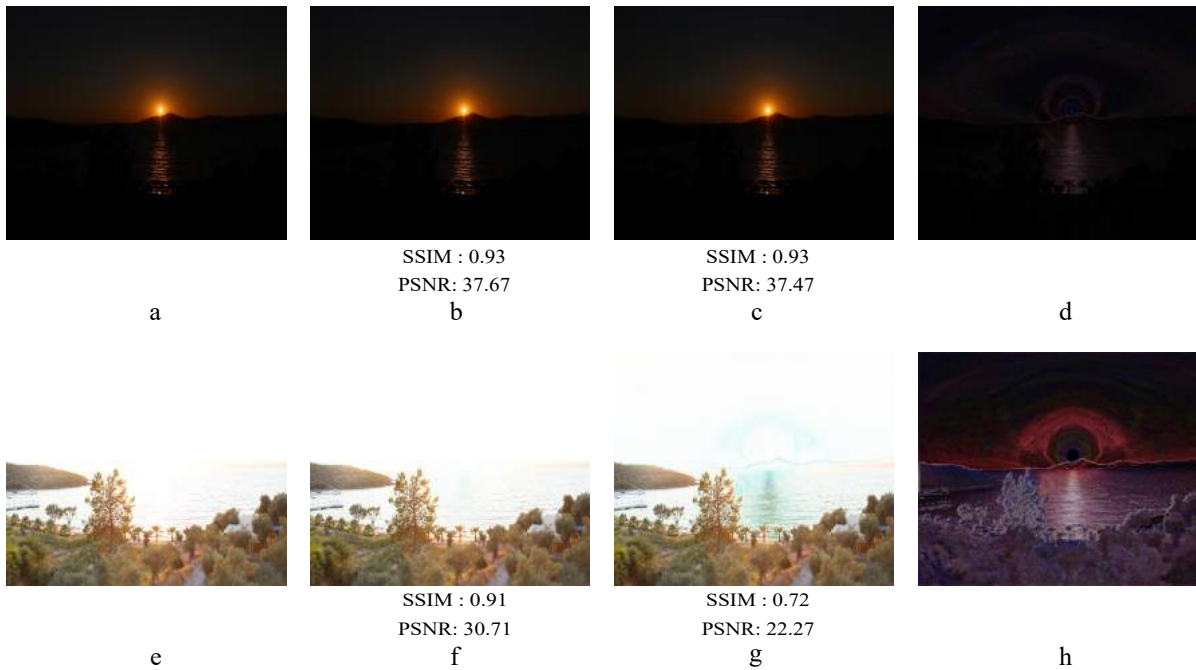 SSIM : 0.93
PSNR: 37.67
SSIM : 0.93
PSNR: 37.47
a
b
c
d
SSIM : 0.91
PSNR: 30.71
SSIM : 0.72
PSNR: 22.27
e
f
g
h